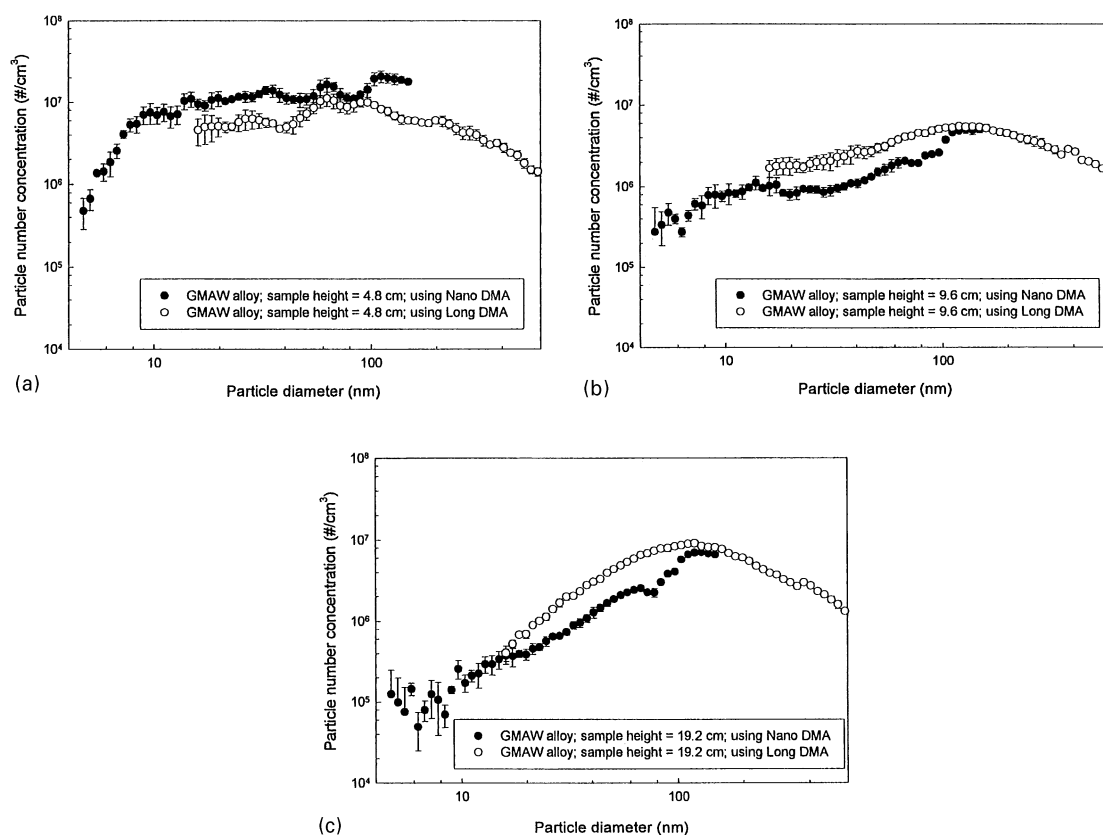 Particle number concentration (#/cm³)
10⁸
10⁷
10⁶
10⁵
10⁴
● GMAW alloy; sample height = 4.8 cm; using Nano DMA
○ GMAW alloy; sample height = 4.8 cm; using Long DMA
10
100
Particle diameter (nm)
(a)
Particle number concentration (#/cm³)
10⁸
10⁷
10⁶
10⁵
10⁴
● GMAW alloy; sample height = 9.6 cm; using Nano DMA
○ GMAW alloy; sample height = 9.6 cm; using Long DMA
10
100
Particle diameter (nm)
(b)
Particle number concentration (#/cm³)
10⁸
10⁷
10⁶
10⁵
10⁴
● GMAW alloy; sample height = 19.2 cm; using Nano DMA
○ GMAW alloy; sample height = 19.2 cm; using Long DMA
10
100
Particle diameter (nm)
(c)